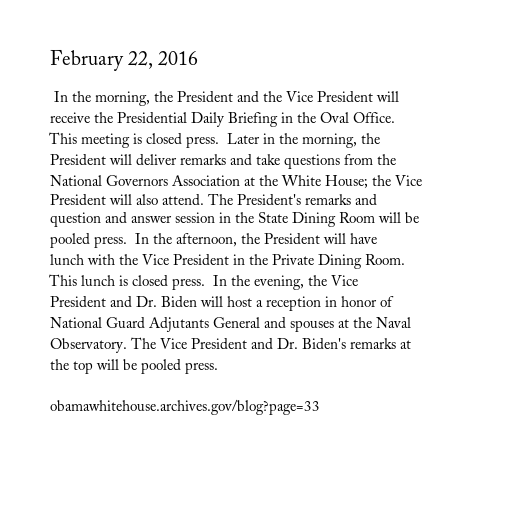 February 22, 2016
In the morning, the President and the Vice President will
receive the Presidential Daily Briefing in the Oval Office.
This meeting is closed press.  Later in the morning, the
President will deliver remarks and take questions from the
National Governors Association at the White House; the Vice
President will also attend. The President's remarks and
question and answer session in the State Dining Room will be
pooled press.  In the afternoon, the President will have
lunch with the Vice President in the Private Dining Room.
This lunch is closed press.  In the evening, the Vice
President and Dr. Biden will host a reception in honor of
National Guard Adjutants General and spouses at the Naval
Observatory. The Vice President and Dr. Biden's remarks at
the top will be pooled press.
obamawhitehouse.archives.gov/blog?page=33